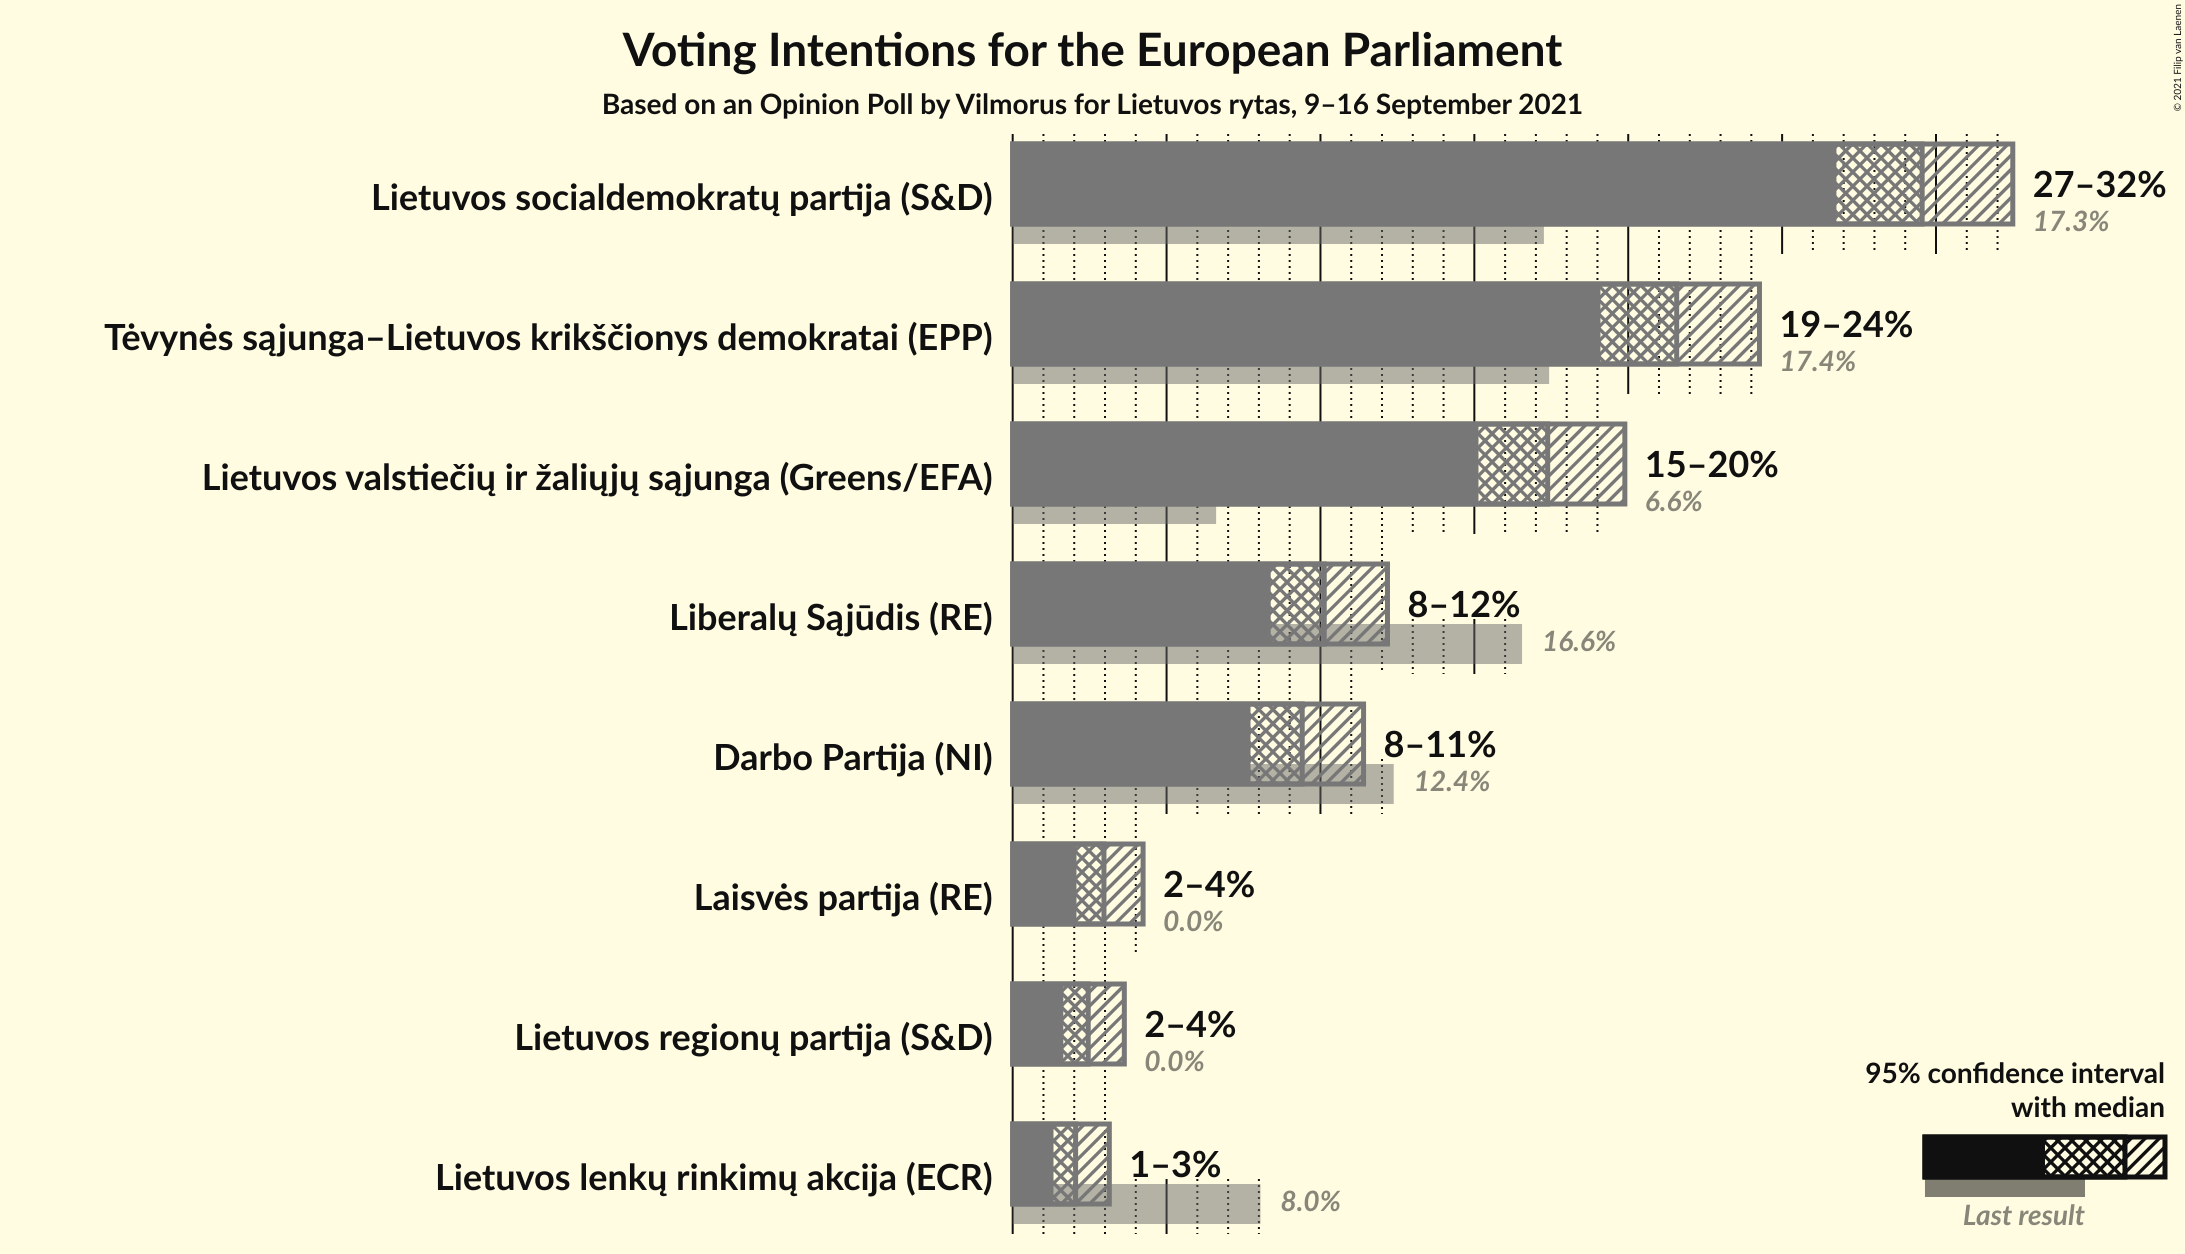 Voting Intentions for the European Parliament
Based on an Opinion Poll by Vilmorus for Lietuvos rytas, 9–16 September 2021
© 2021 Filip van Laenen
Lietuvos socialdemokratų partija (S&D)
27–32%
17.3%
Tėvynės sąjunga–Lietuvos krikščionys demokratai (EPP)
19–24%
17.4%
Lietuvos valstiečių ir žaliųjų sąjunga (Greens/EFA)
15–20%
6.6%
Liberalų Sąjūdis (RE)
8–12%
16.6%
Darbo Partija (NI)
8–11%
12.4%
Laisvės partija (RE)
2–4%
0.0%
Lietuvos regionų partija (S&D)
2–4%
0.0%
Lietuvos lenkų rinkimų akcija (ECR)
1–3%
8.0%
95% confidence interval
with median
Last result